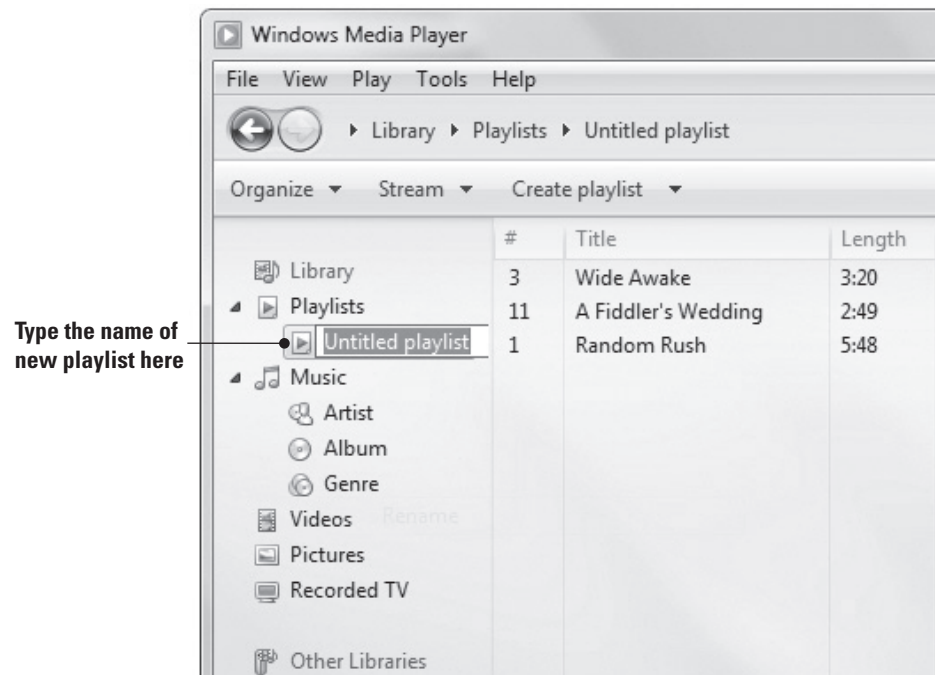 Windows Media Player
File View Play Tools Help
Library Playlists Untitled playlist
Organize Stream Create playlist
# Title Length
Library
3 Wide Awake 3:20
Playlists
11 A Fiddler's Wedding 2:49
Type the name of
new playlist here
Untitled playlist
1 Random Rush 5:48
Music
Artist
Album
Genre
Videos
Rename
Pictures
Recorded TV
Other Libraries